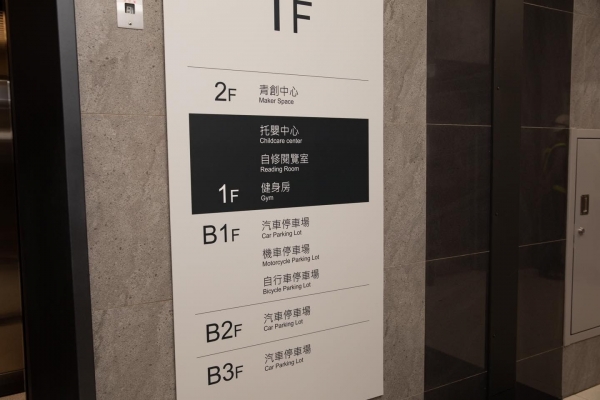 1F
2F 青創中心
Maker Space
托嬰中心
Childcare center
自修閱覽室
Reading Room
1F 健身房
Gym
B1F 汽車停車場
Car Parking Lot
機車停車場
Motorcycle Parking Lot
自行車停車場
Bicycle Parking Lot
B2F 汽車停車場
Car Parking Lot
B3F 汽車停車場
Car Parking Lot